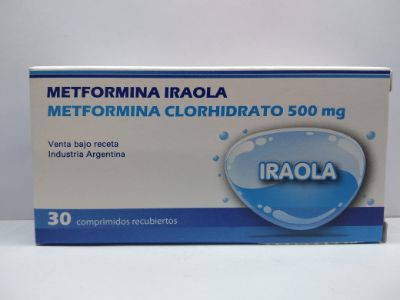 METFORMINA IRAOLA
METFORMINA CLORHIDRATO 500 mg
Venta bajo receta
Industria Argentina
IRAOLA
30 comprimidos recubiertos